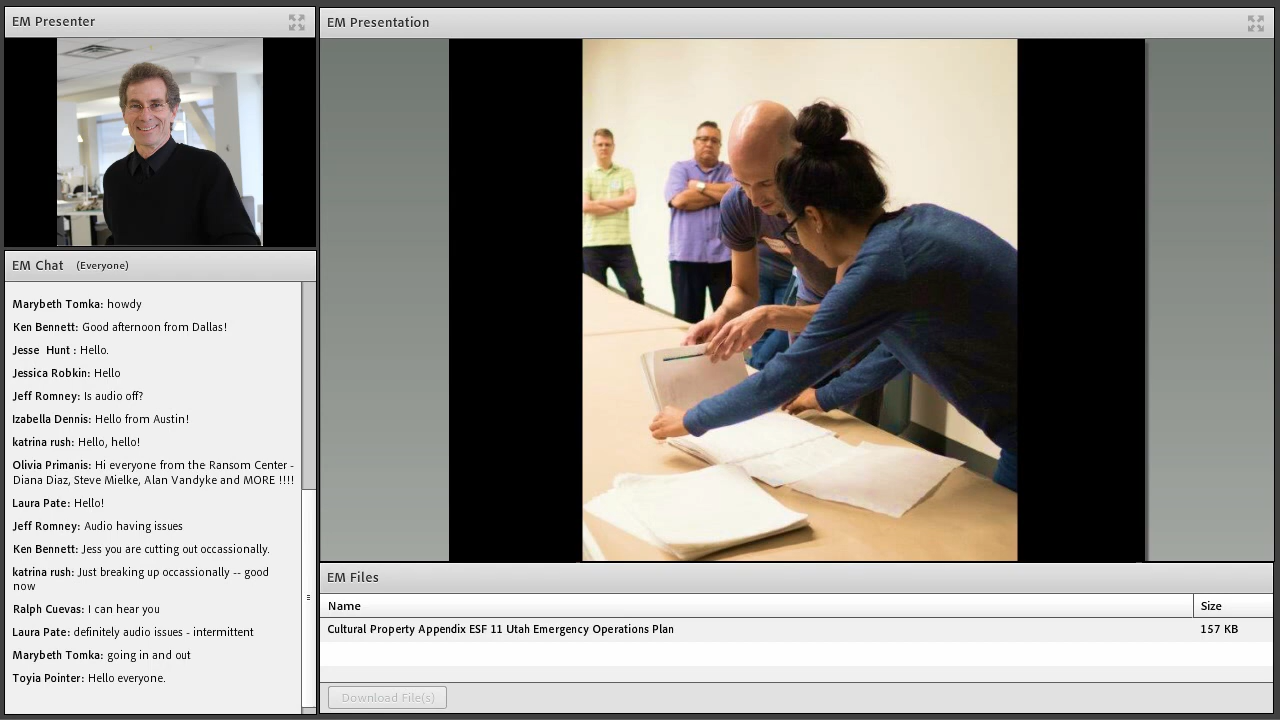 EM Presenter
EM Presentation
EM Chat (Everyone)
Marybeth Tomka: howdy
Ken Bennett: Good afternoon from Dallas!
Jesse Hunt : Hello.
Jessica Robkin: Hello
Jeff Romney: Is audio off?
Izabella Dennis: Hello from Austin!
katrina rush: Hello, hello!
Olivia Primanis: Hi everyone from the Ransom Center -
Diana Diaz, Steve Mielke, Alan Vandyke and MORE !!!!
Laura Pate: Hello!
Jeff Romney: Audio having issues
Ken Bennett: Jess you are cutting out occassionally.
katrina rush: Just breaking up occassionally -- good
now
Ralph Cuevas: I can hear you
Laura Pate: definitely audio issues - intermittent
Marybeth Tomka: going in and out
Toyia Pointer: Hello everyone.
EM Files
Name Size
Cultural Property Appendix ESF 11 Utah Emergency Operations Plan 157 KB
Download File(s)